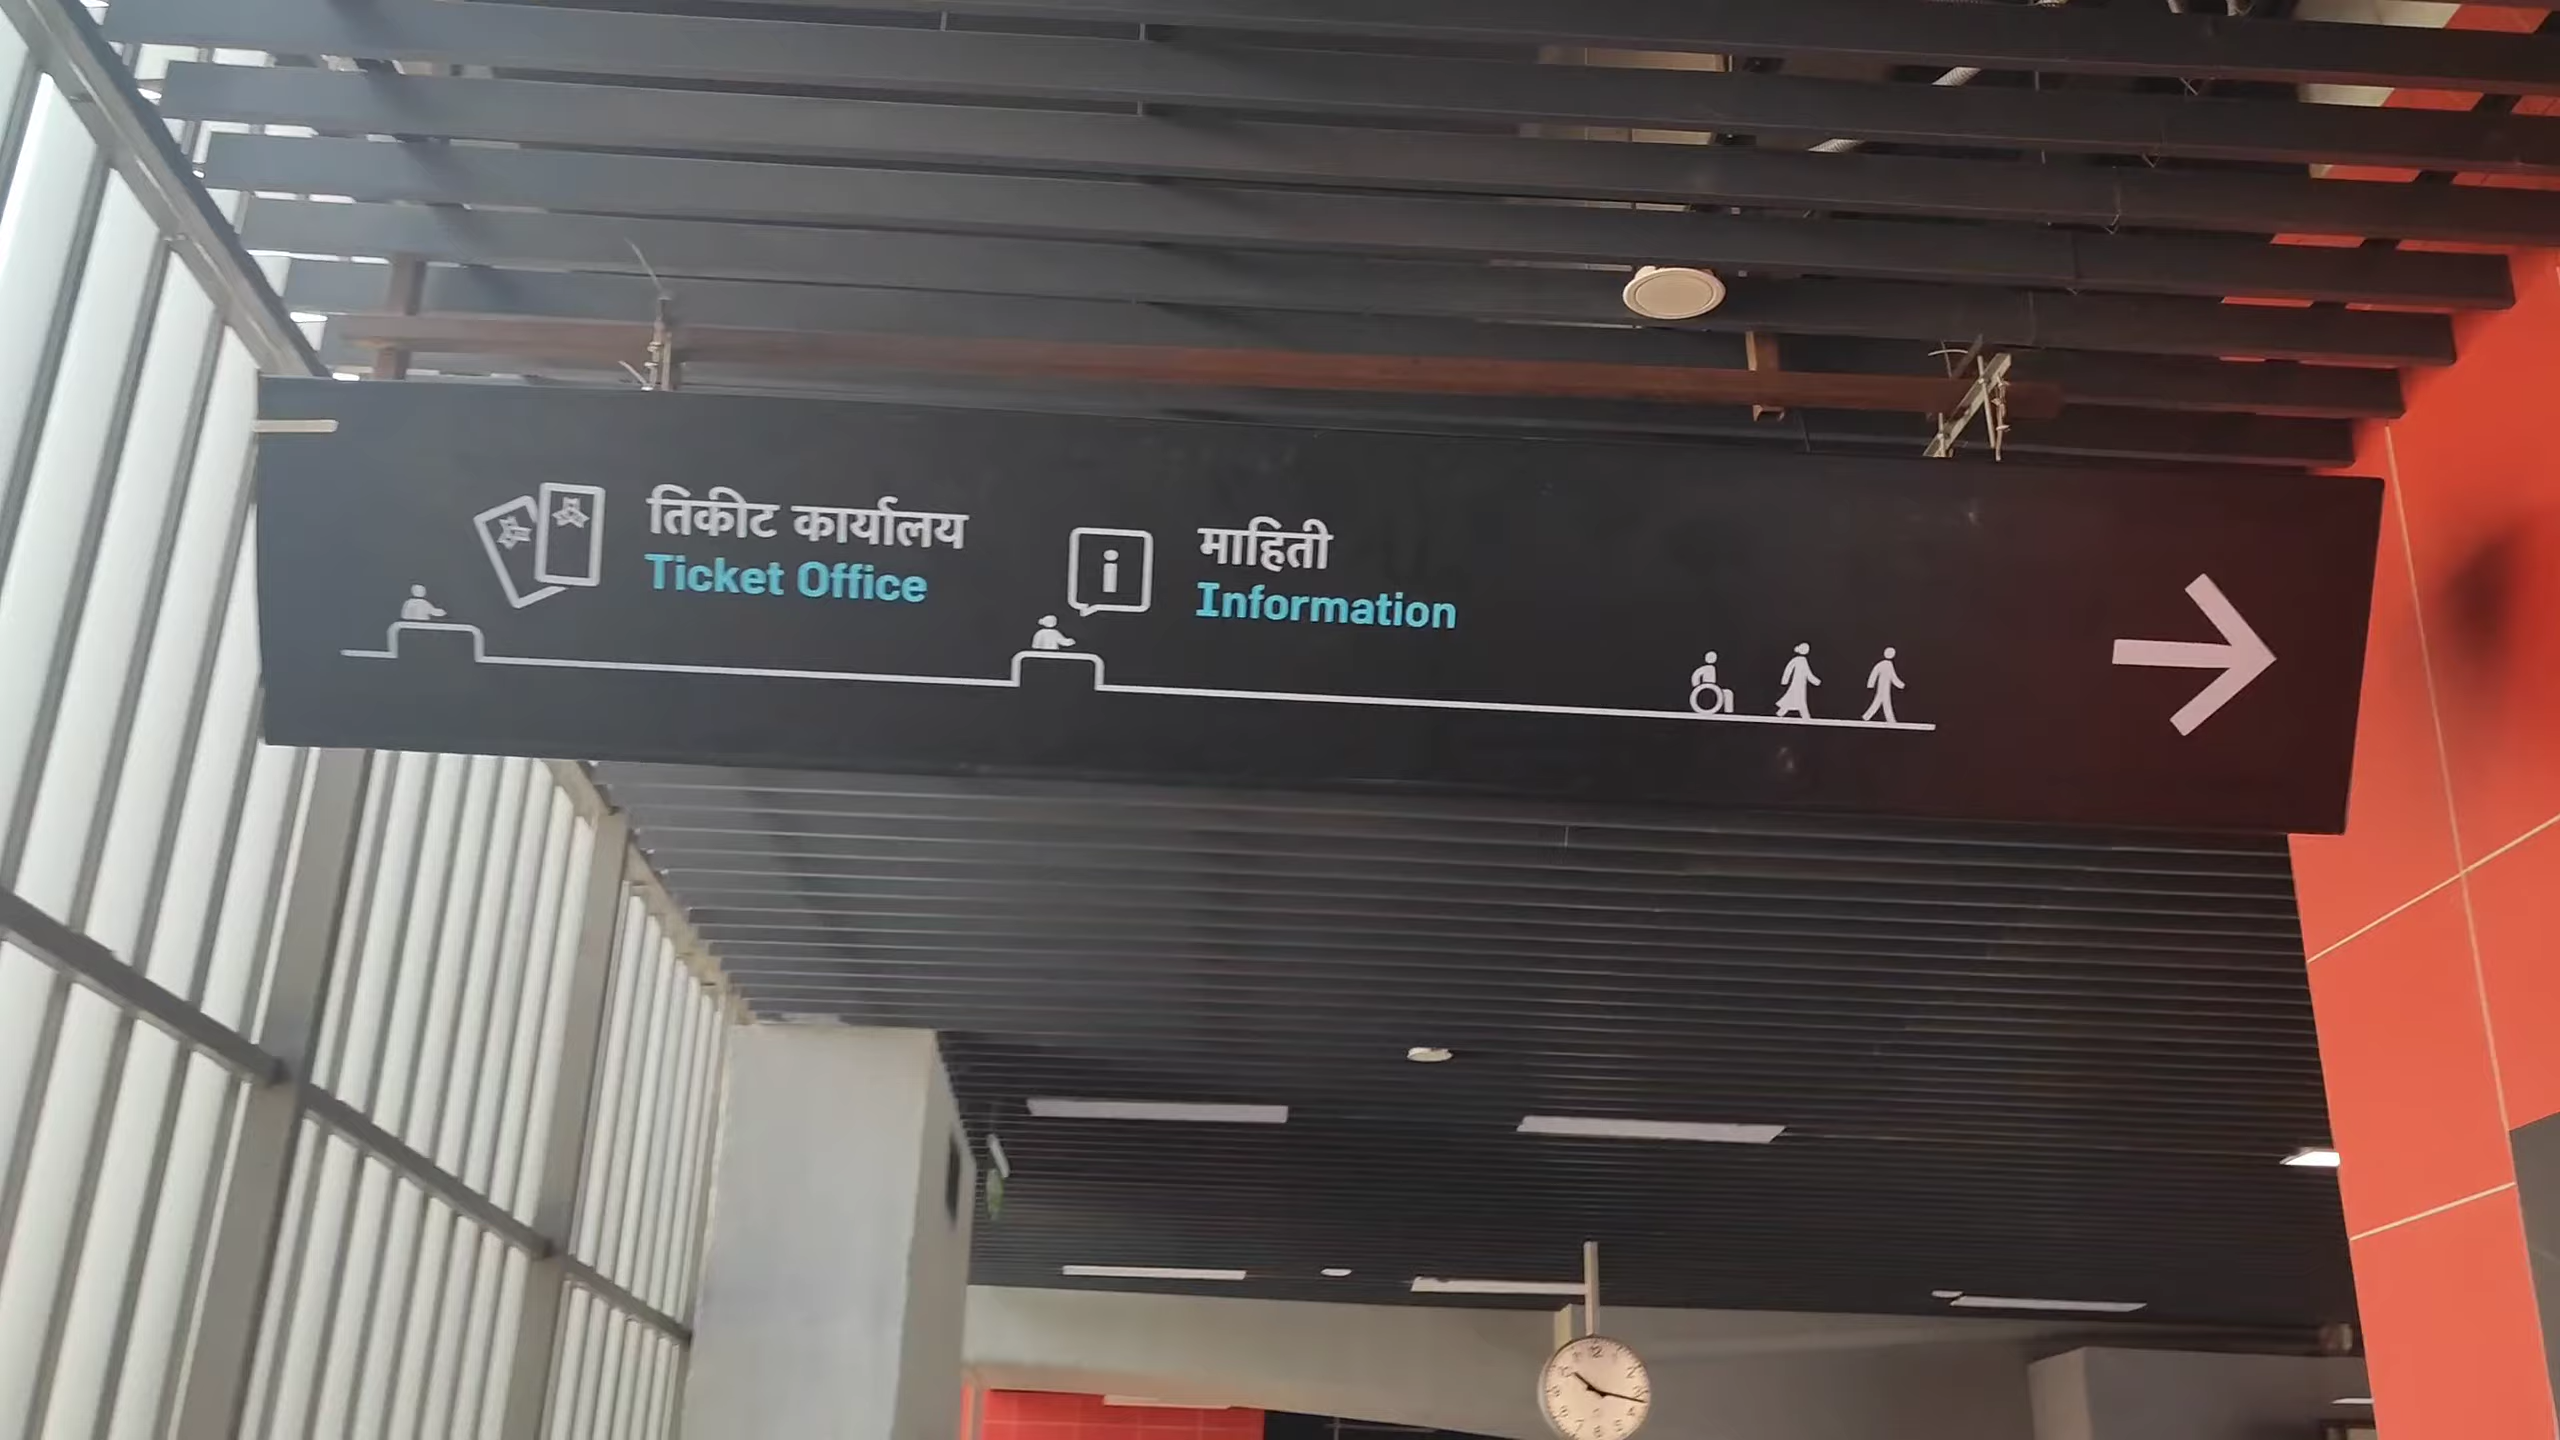 तिकीट कार्यालय
Ticket Office
i
माहिती
Information